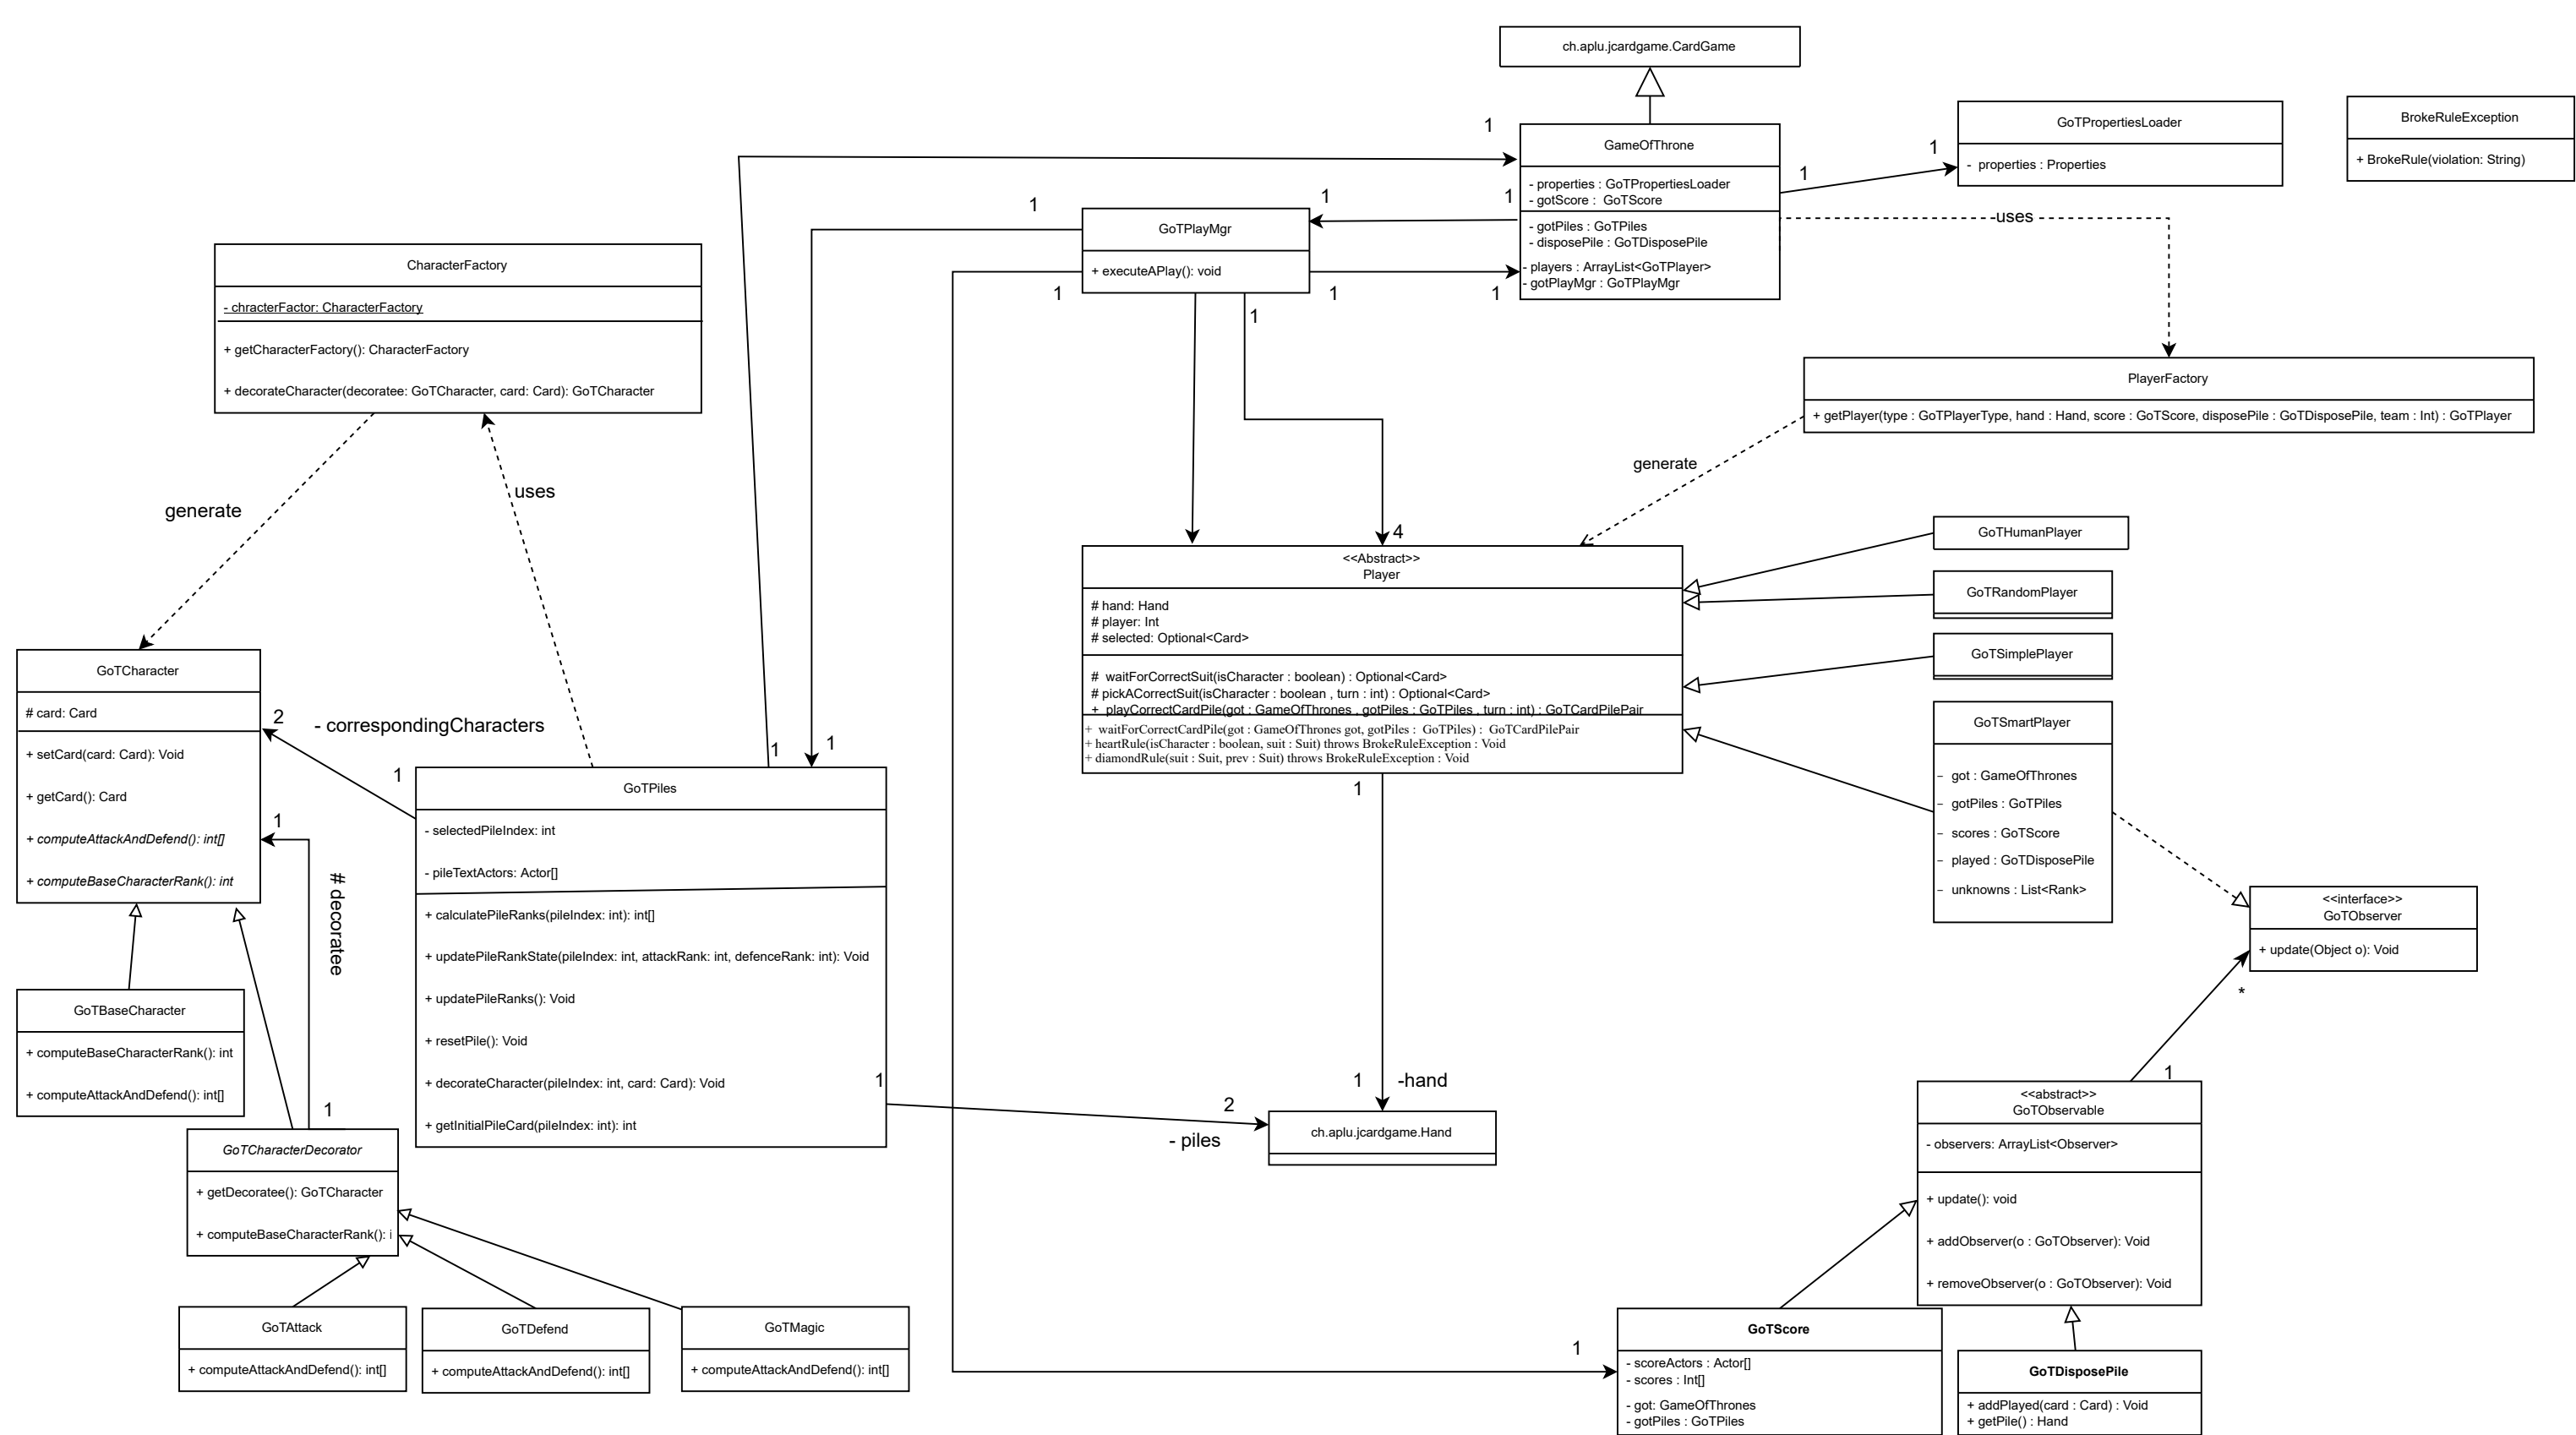 ch.aplu.jcardgame.CardGame
1
GameOfThrone
- properties : GoTPropertiesLoader
- gotScore :  GoTScore
- gotPiles : GoTPiles
- disposePile : GoTDisposePile
- players : ArrayList<GoTPlayer>
- gotPlayMgr : GoTPlayMgr
1
1
GoTPropertiesLoader
-  properties : Properties
BrokeRuleException
+ BrokeRule(violation: String)
uses
1
1
1
GoTPlayMgr
+ executeAPlay(): void
1
1
1
1
CharacterFactory
- chracterFactor: CharacterFactory
+ getCharacterFactory(): CharacterFactory
+ decorateCharacter(decoratee: GoTCharacter, card: Card): GoTCharacter
PlayerFactory
+ getPlayer(type : GoTPlayerType, hand : Hand, score : GoTScore, disposePile : GoTDisposePile, team : Int) : GoTPlayer
generate
uses
generate
4
<<Abstract>>
Player
# hand: Hand
# player: Int
# selected: Optional<Card>
#  waitForCorrectSuit(isCharacter : boolean) : Optional<Card>
# pickACorrectSuit(isCharacter : boolean , turn : int) : Optional<Card>
+  playCorrectCardPile(got : GameOfThrones , gotPiles : GoTPiles , turn : int) : GoTCardPilePair
+  waitForCorrectCardPile(got : GameOfThrones got, gotPiles :  GoTPiles) :  GoTCardPilePair
+ heartRule(isCharacter : boolean, suit : Suit) throws BrokeRuleException : Void
+ diamondRule(suit : Suit, prev : Suit) throws BrokeRuleException : Void
GoTHumanPlayer
GoTRandomPlayer
GoTSimplePlayer
GoTSmartPlayer
-  got : GameOfThrones
-  gotPiles : GoTPiles
-  scores : GoTScore
-  played : GoTDisposePile
-  unknowns : List<Rank>
GoTCharacter
# card: Card
+ setCard(card: Card): Void
+ getCard(): Card
+ computeAttackAndDefend(): int[]
+ computeBaseCharacterRank(): int
2
- correspondingCharacters
1
1
1
1
# decoratee
1
GoTPiles
- selectedPileIndex: int
- pileTextActors: Actor[]
+ calculatePileRanks(pileIndex: int): int[]
+ updatePileRankState(pileIndex: int, attackRank: int, defenceRank: int): Void
+ updatePileRanks(): Void
+ resetPile(): Void
+ decorateCharacter(pileIndex: int, card: Card): Void
+ getInitialPileCard(pileIndex: int): int
1
2
- piles
1
1
-hand
ch.aplu.jcardgame.Hand
<<interface>>
GoTObserver
+ update(Object o): Void
*
1
<<abstract>>
GoTObservable
- observers: ArrayList<Observer>
+ update(): void
+ addObserver(o : GoTObserver): Void
+ removeObserver(o : GoTObserver): Void
GoTBaseCharacter
+ computeBaseCharacterRank(): int
+ computeAttackAndDefend(): int[]
GoTCharacterDecorator
+ getDecoratee(): GoTCharacter
+ computeBaseCharacterRank(): i
GoTAttack
+ computeAttackAndDefend(): int[]
GoTDefend
+ computeAttackAndDefend(): int[]
GoTMagic
+ computeAttackAndDefend(): int[]
1
GoTScore
- scoreActors : Actor[]
- scores : Int[]
- got: GameOfThrones
- gotPiles : GoTPiles
GoTDisposePile
+ addPlayed(card : Card) : Void
+ getPile() : Hand